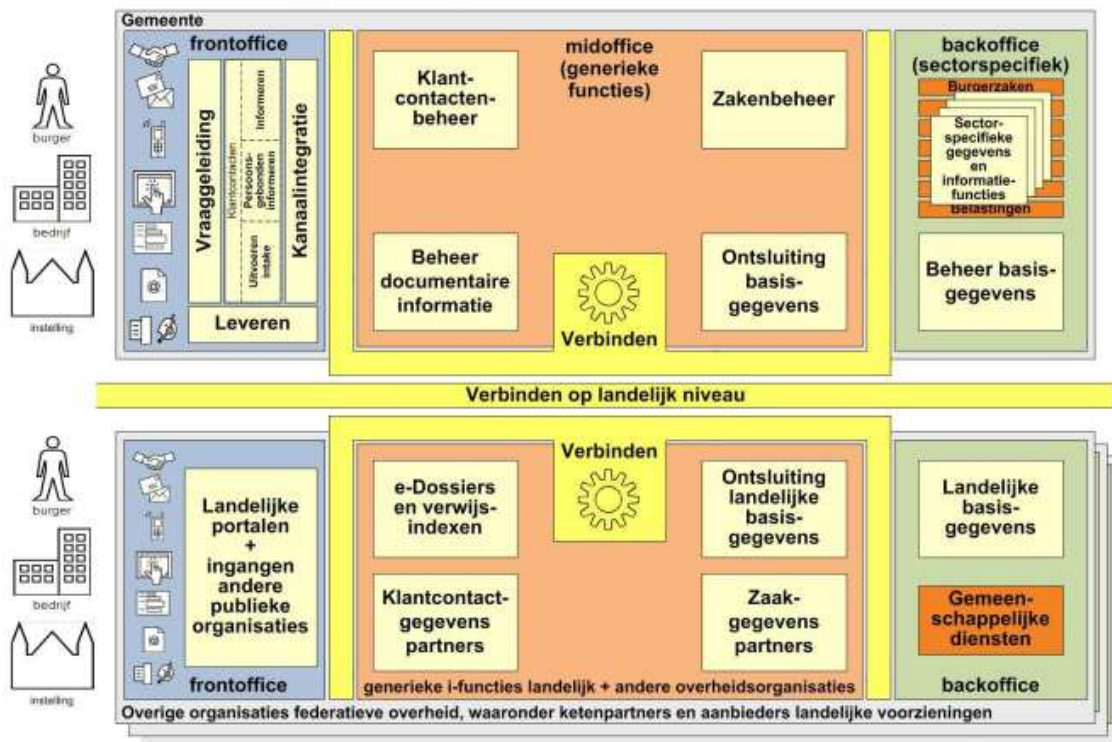 Gemeente
frontoffice
burger
bedrijf
instelling
Vraaggeleiding
Klantcontacten
Informeren
Persoons-
gebonden
informeren
Uitvoeren
intake
Kanaalintegratie
Leveren
midoffice
(generieke
functies)
Klant-
contacten-
beheer
Zakenbeheer
Beheer
documentaire
informatie
Verbinden
Ontsluiting
basis-
gegevens
backoffice
(sectorspecifiek)
Burgerzaken
Sector-
specifieke
gegevens
en
informatie-
functies
Belastingen
Beheer basis-
gegevens
Verbinden op landelijk niveau
burger
bedrijf
instelling
Landelijke
portalen
+
ingangen
andere
publieke
organisaties
frontoffice
e-Dossiers
en verwijs-
indexen
Verbinden
Ontsluiting
landelijke
basis-
gegevens
Klantcontact-
gegevens
partners
Zaak-
gegevens
partners
generieke i-functies landelijk + andere overheidsorganisaties
Landelijke
basis-
gegevens
Gemeen-
schappelijke
diensten
backoffice
Overige organisaties federatieve overheid, waaronder ketenpartners en aanbieders landelijke voorzieningen